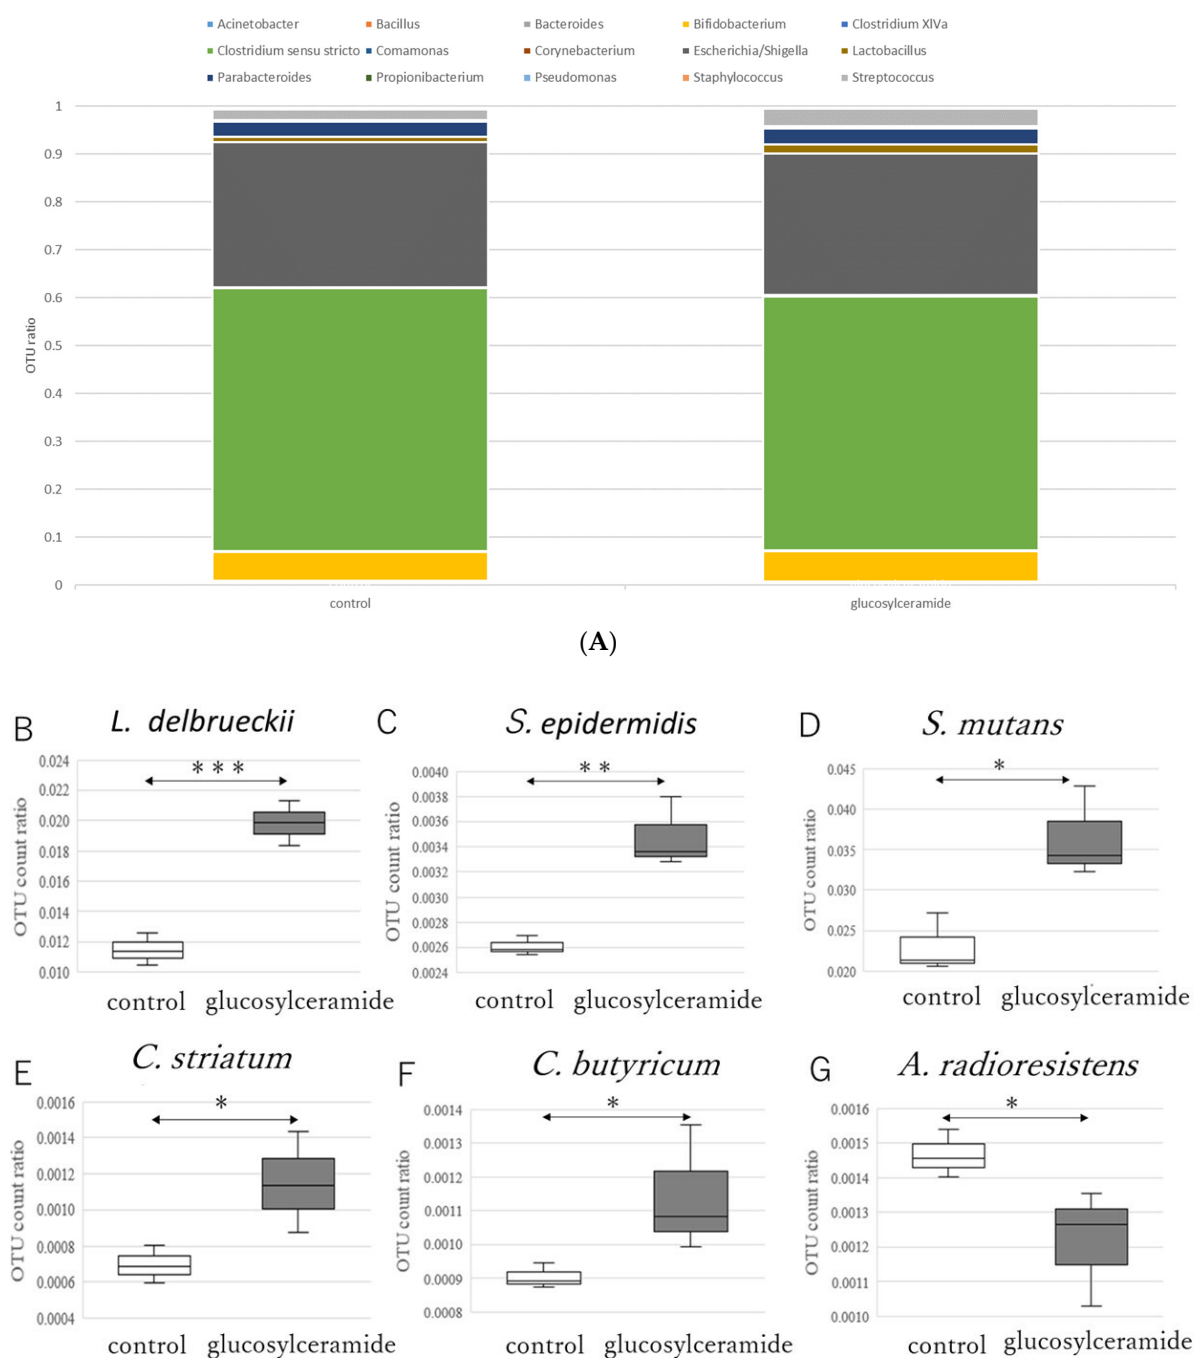 Acinetobacter Bacillus Bacteroides Bifidobacterium Clostridium XlVa
Clostridium sensu stricto Comamonas Corynebacterium Escherichia/Shigella Lactobacillus
Parabacteroides Propionibacterium Pseudomonas Staphylococcus Streptococcus
1
0.9
0.8
0.7
0.6
0.5
0.4
0.3
0.2
0.1
0
OTU ratio
control glucosylceramide
(A)
B L. delbrueckii
0.024
0.022
0.020
0.018
0.016
0.014
0.012
0.010
OTU count ratio
***
control glucosylceramide
C S. epidermidis
0.0040
0.0038
0.0036
0.0034
0.0032
0.0030
0.0028
0.0026
0.0024
OTU count ratio
**
control glucosylceramide
D S. mutans
0.045
0.040
0.035
0.030
0.025
0.020
OTU count ratio
*
control glucosylceramide
E C. striatum
0.0016
0.0014
0.0012
0.0010
0.0008
0.0006
0.0004
OTU count ratio
*
control glucosylceramide
F C. butyricum
0.0014
0.0013
0.0012
0.0011
0.0010
0.0009
0.0008
OTU count ratio
*
control glucosylceramide
G A. radioresistens
0.0016
0.0015
0.0014
0.0013
0.0012
0.0011
0.0010
OTU count ratio
*
control glucosylceramide